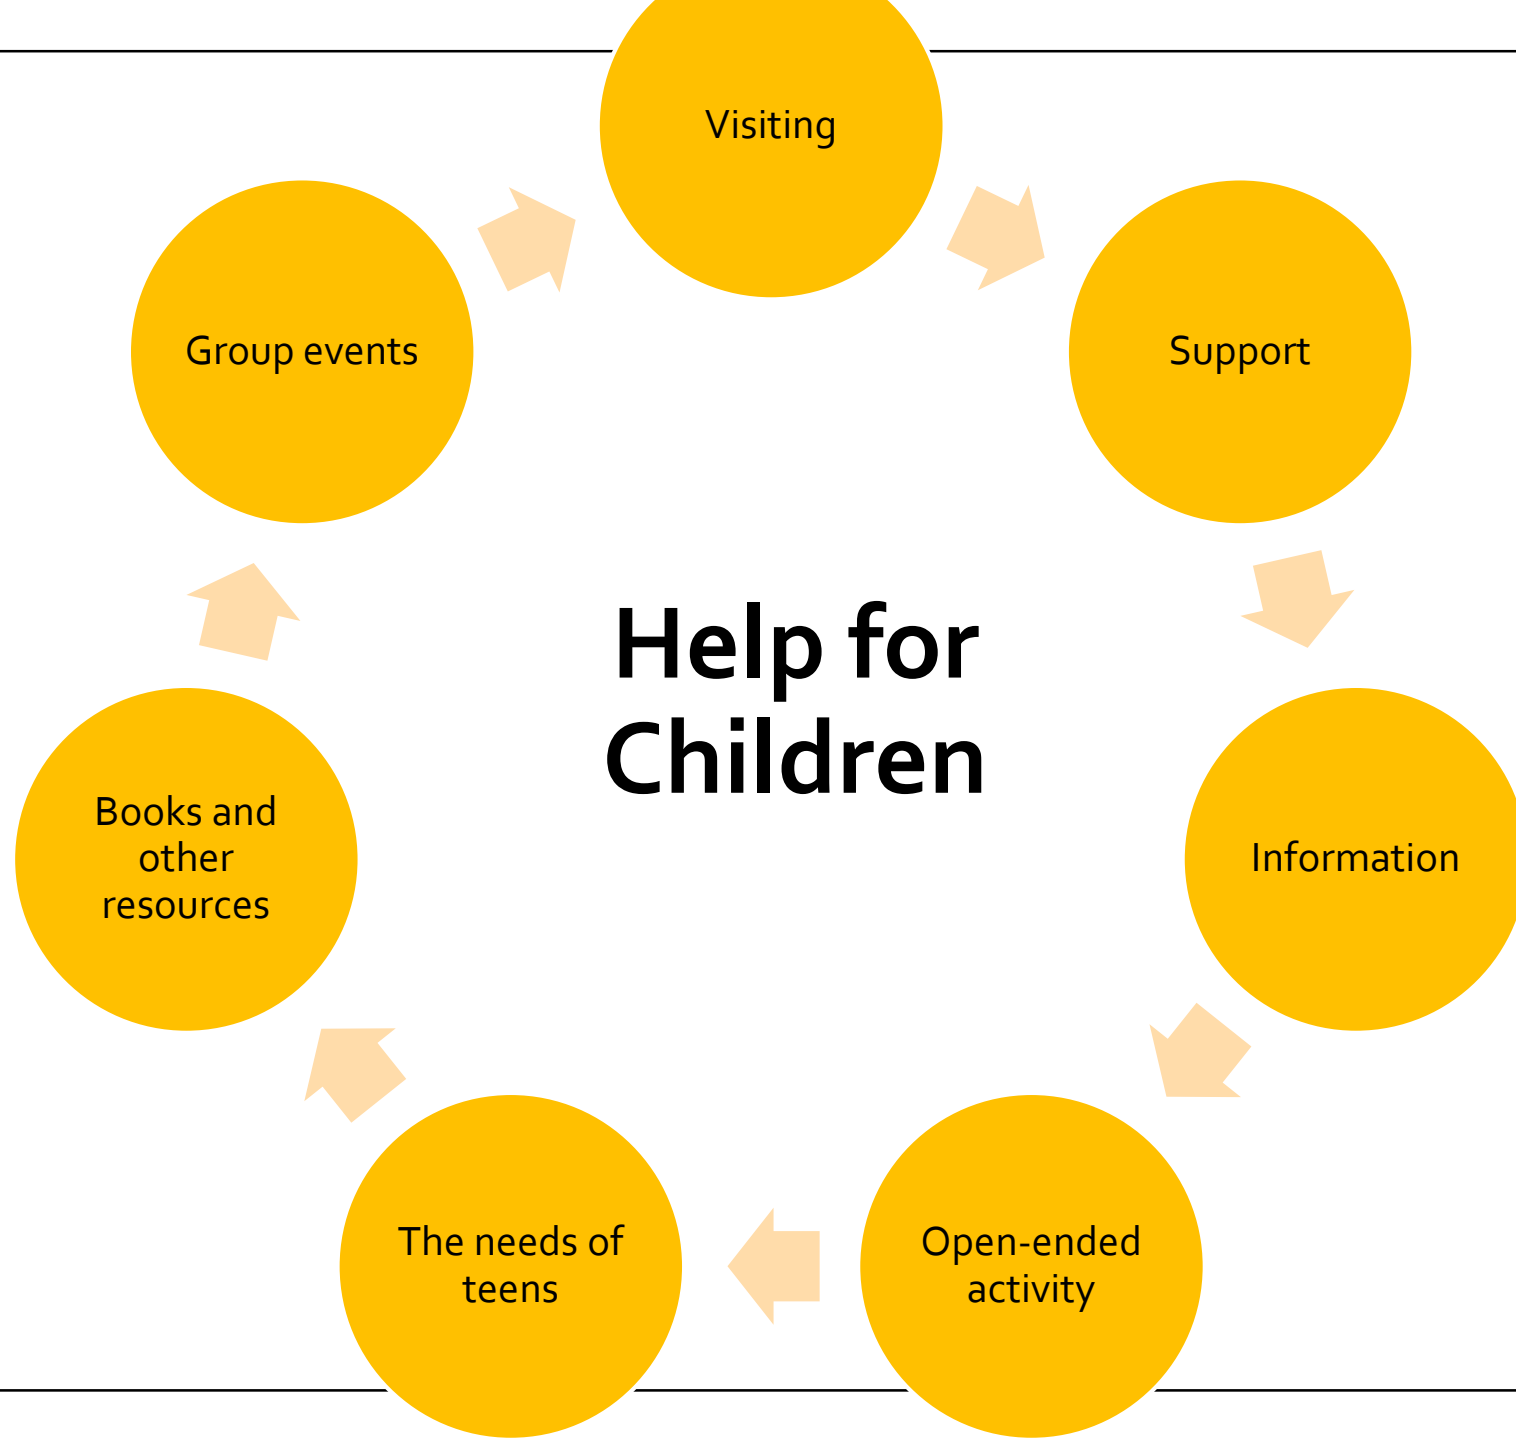 Visiting
Support
Information
Open-ended
activity
The needs of
teens
Books and
other
resources
Group events
Help for
Children